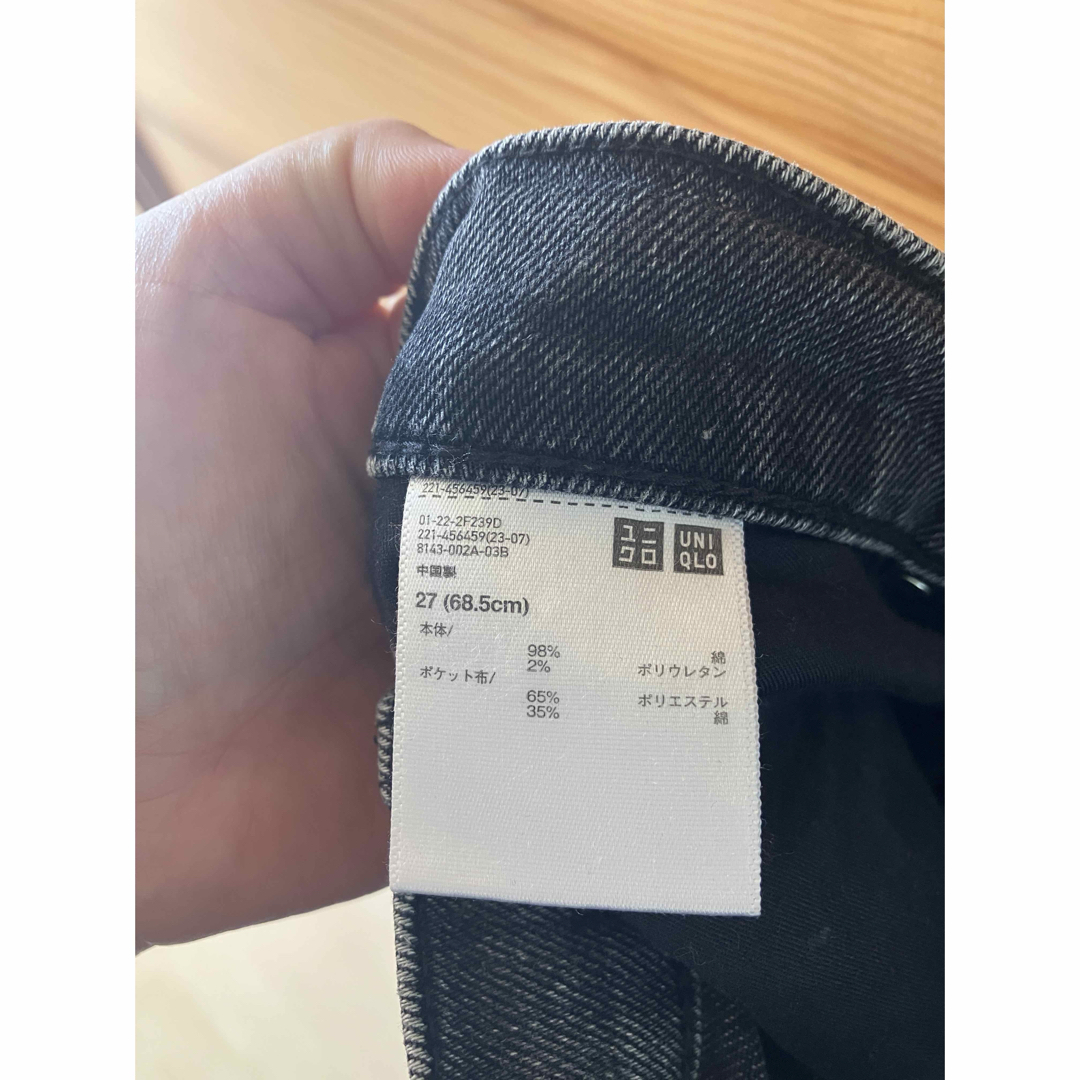 221-456459(23-07)
01-22-2F239D
221-456459(23-07)
8143-002A-03B
ユニ
クロ
UNI
QLO
中国製
27 (68.5cm)
本体/
98% 綿
2% ポリウレタン
ポケット布/
65% ポリエステル
35% 綿